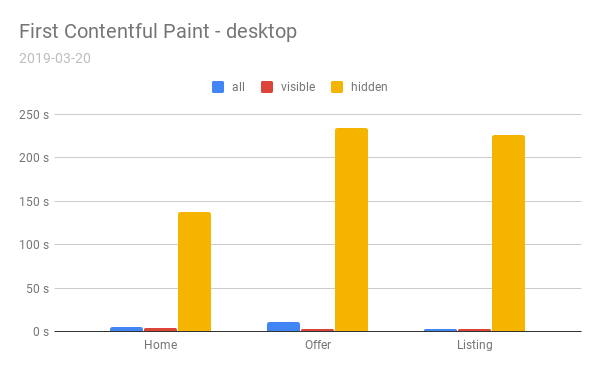 First Contentful Paint - desktop
2019-03-20
all visible hidden
250 s
200 s
150 s
100 s
50 s
0 s
Home Offer Listing